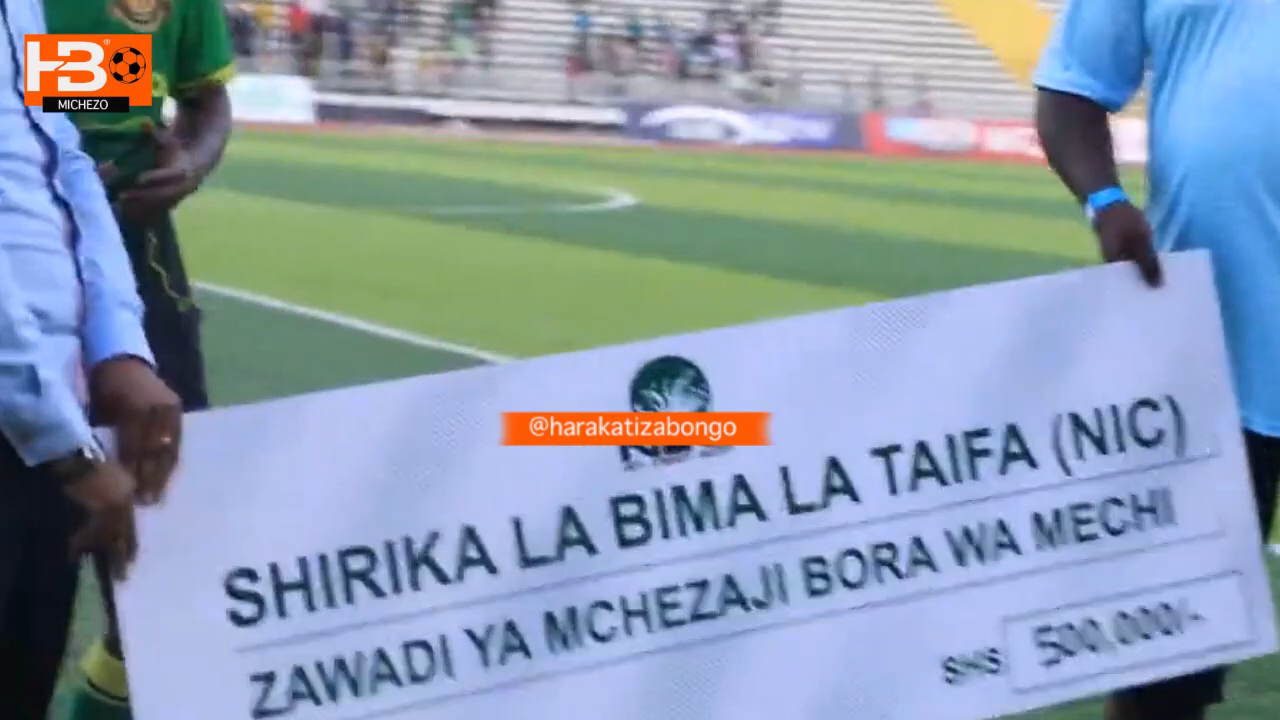 HB
MICHEZO
@harakatizabongo
SHIRIKA LA BIMA LA TAIFA (NIC)
ZAWADI YA MCHEZAJI BORA WA MECHI
SHS 500,000/-